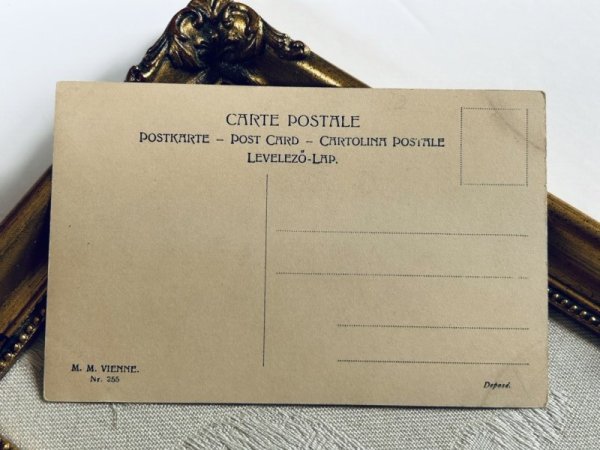 CARTE POSTALE
POSTKARTE – POST CARD – CARTOLINA POSTALE
LEVELEZŐ-LAP.
M. M. VIENNE.
Nr. 255
Deposé.